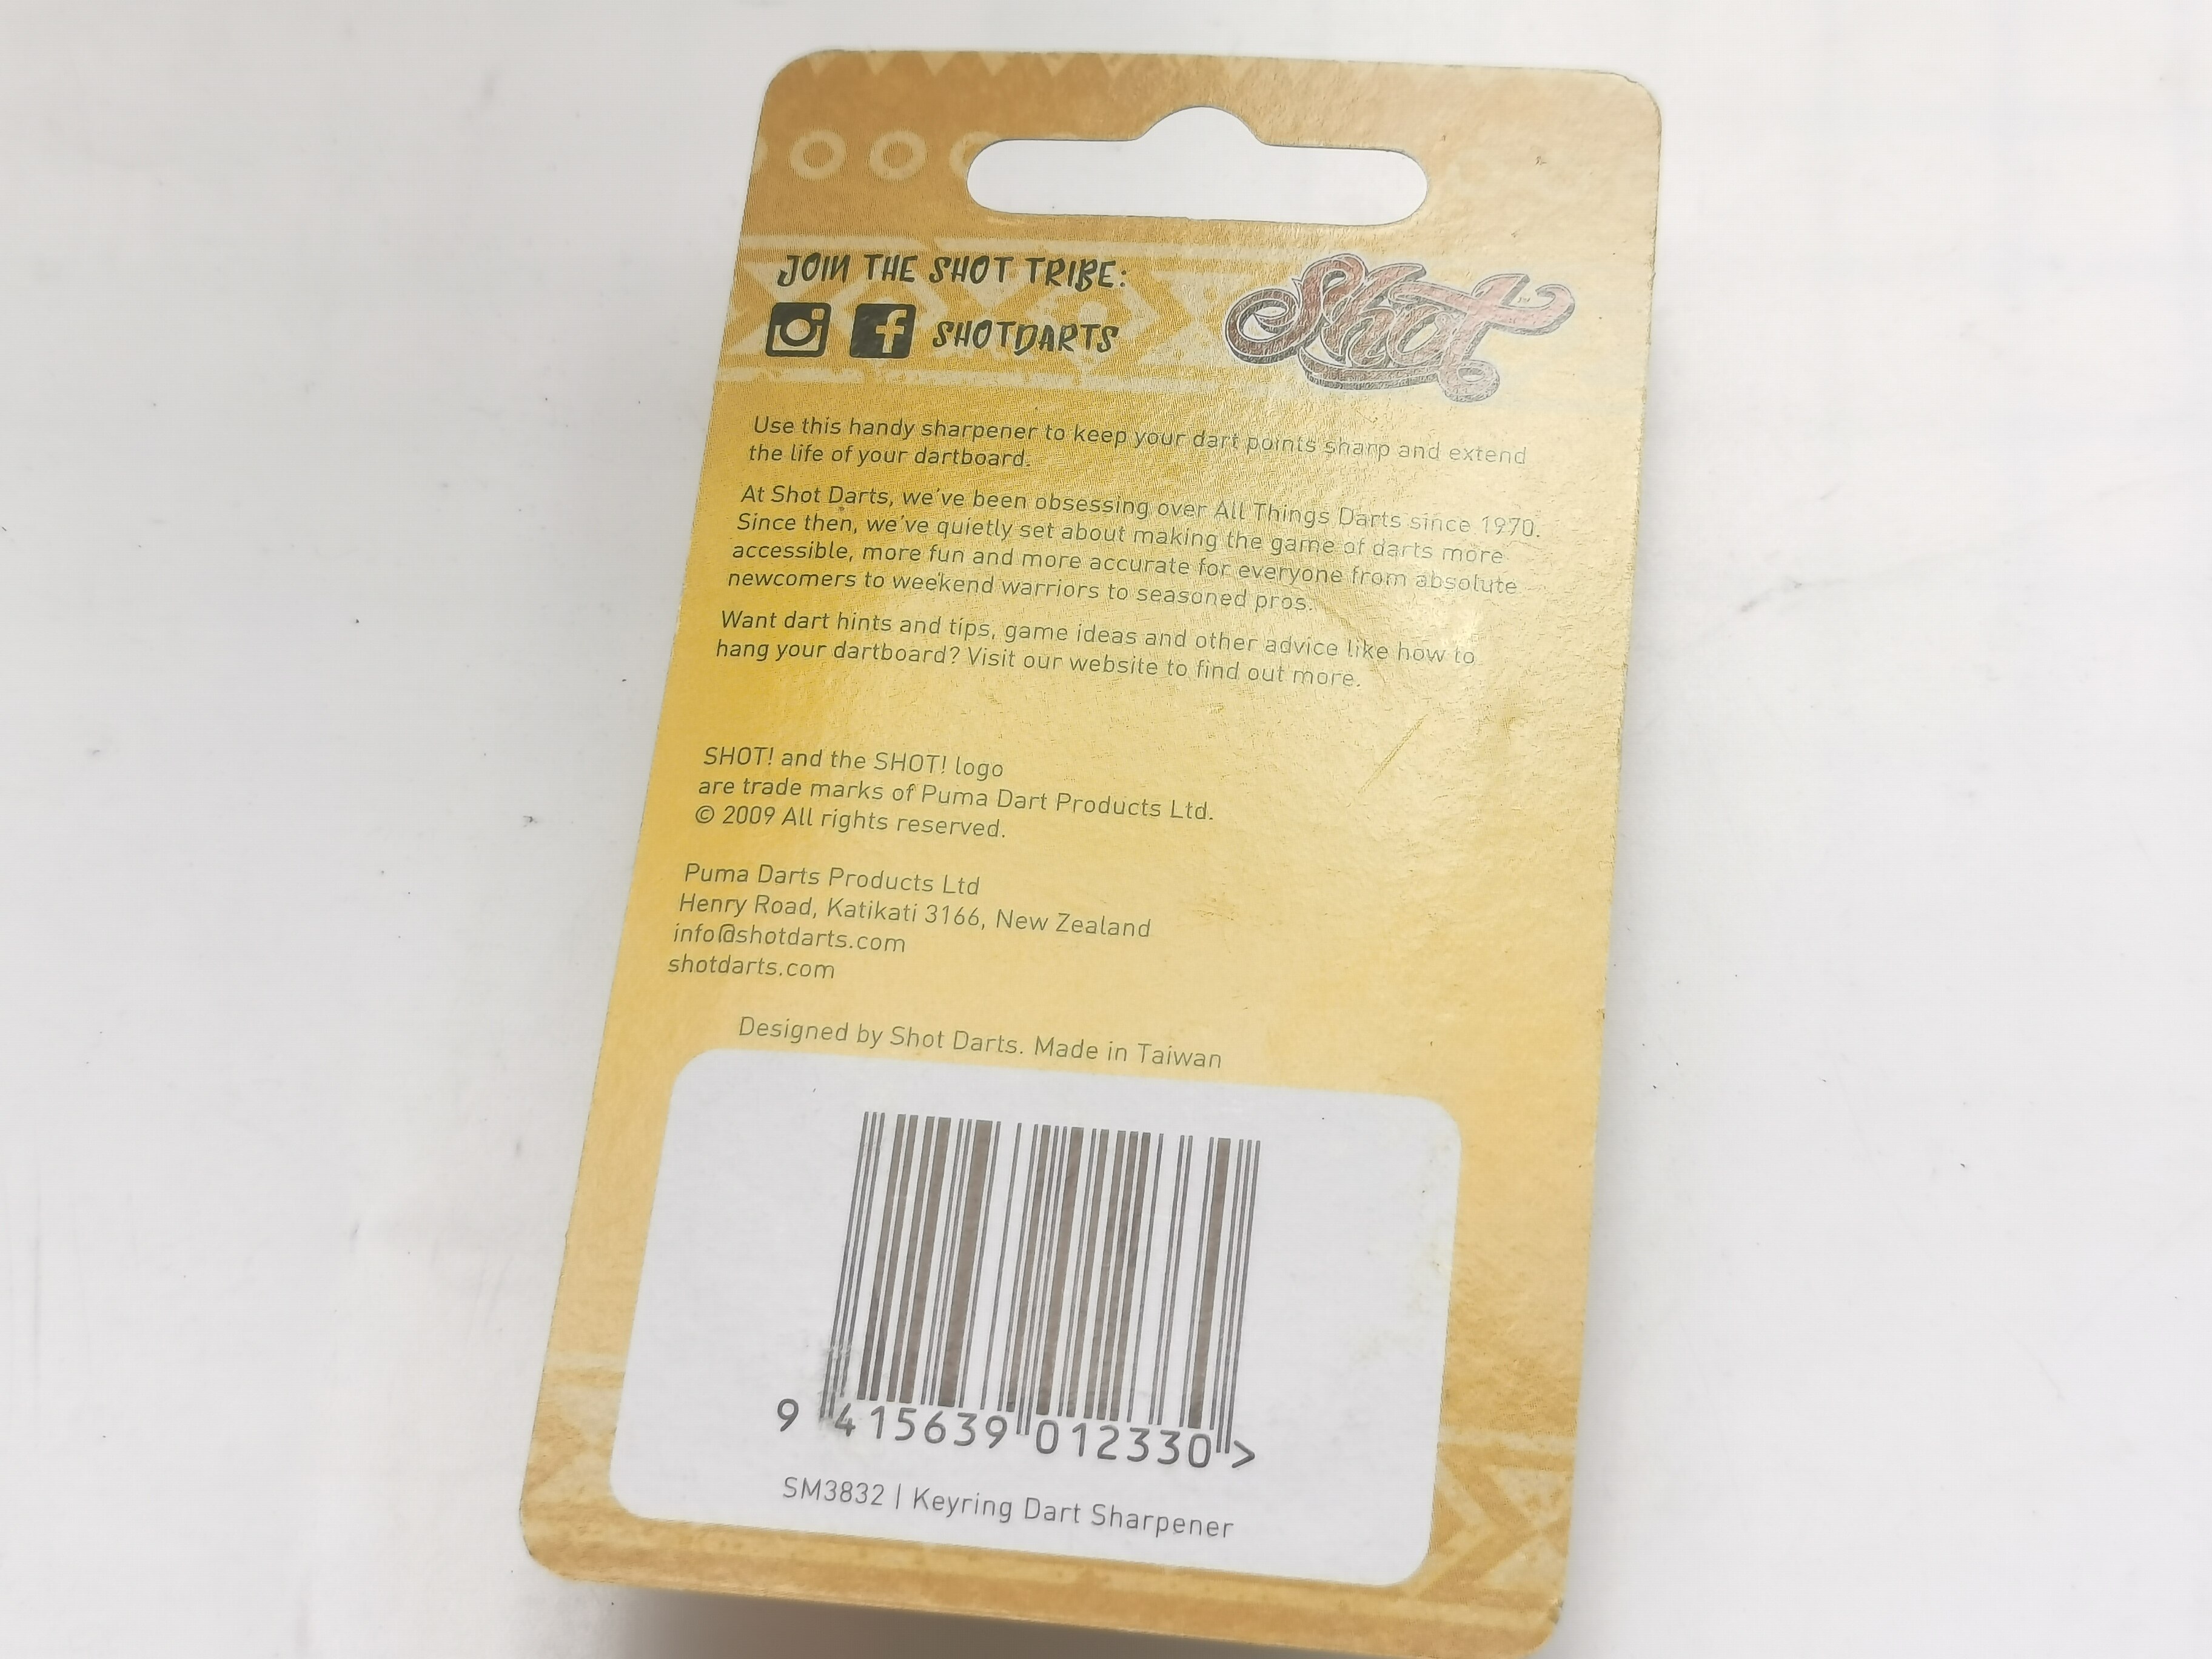 JOIN THE SHOT TRIBE:
SHOTDARTS
Shot
Use this handy sharpener to keep your dart points sharp and extend
the life of your dartboard.
At Shot Darts, we've been obsessing over All Things Darts since 1970.
Since then, we've quietly set about making the game of darts more
accessible, more fun and more accurate for everyone from absolute
newcomers to weekend warriors to seasoned pros.
Want dart hints and tips, game ideas and other advice like how to
hang your dartboard? Visit our website to find out more.
SHOT! and the SHOT! logo
are trade marks of Puma Dart Products Ltd.
© 2009 All rights reserved.
Puma Darts Products Ltd
Henry Road, Katikati 3166, New Zealand
info@shotdarts.com
shotdarts.com
Designed by Shot Darts. Made in Taiwan
9 415639 012330 >
SM3832 | Keyring Dart Sharpener